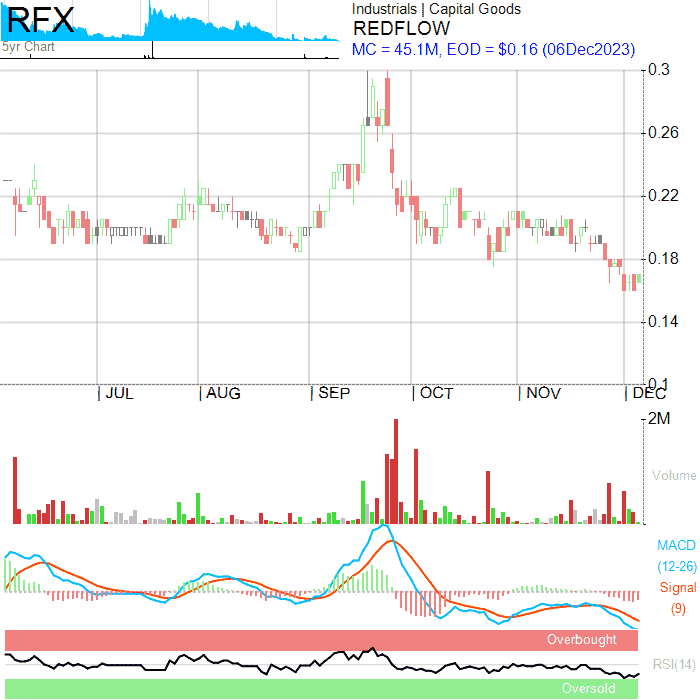 RFX
5yr Chart
Industrials | Capital Goods
REDFLOW
MC = 45.1M, EOD = $0.16 (06Dec2023)
0.3
0.26
0.22
0.18
0.14
0.1
JUL AUG SEP OCT NOV DEC
2M
Volume
MACD
(12-26)
Signal
(9)
Overbought
RSI(14)
Oversold